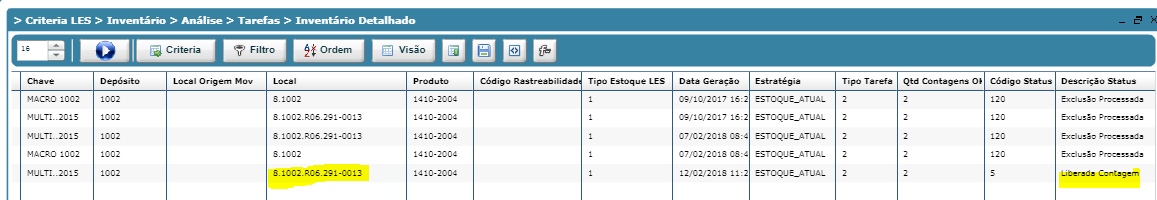 > Criteria LES > Inventário > Análise > Tarefas > Inventário Detalhado
16 Criteria Filtro Ordem Visão
Chave Depósito Local Origem Mov Local Produto Código Rastreabilidade Tipo Estoque LES Data Geração Estratégia Tipo Tarefa Qtd Contagens Ok Código Status Descrição Status
MACRO 1002 1002 8.1002 1410-2004 1 09/10/2017 16:2 ESTOQUE_ATUAL 2 2 120 Exclusão Processada
MULTI..2015 1002 8.1002.R06.291-0013 1410-2004 1 09/10/2017 16:2 ESTOQUE_ATUAL 2 2 120 Exclusão Processada
MULTI..2015 1002 8.1002.R06.291-0013 1410-2004 1 07/02/2018 08:4 ESTOQUE_ATUAL 2 2 120 Exclusão Processada
MACRO 1002 1002 8.1002 1410-2004 1 07/02/2018 08:4 ESTOQUE_ATUAL 2 2 120 Exclusão Processada
MULTI..2015 1002 8.1002.R06.291-0013 1410-2004 1 12/02/2018 11:2 ESTOQUE_ATUAL 2 2 5 Liberada Contagem